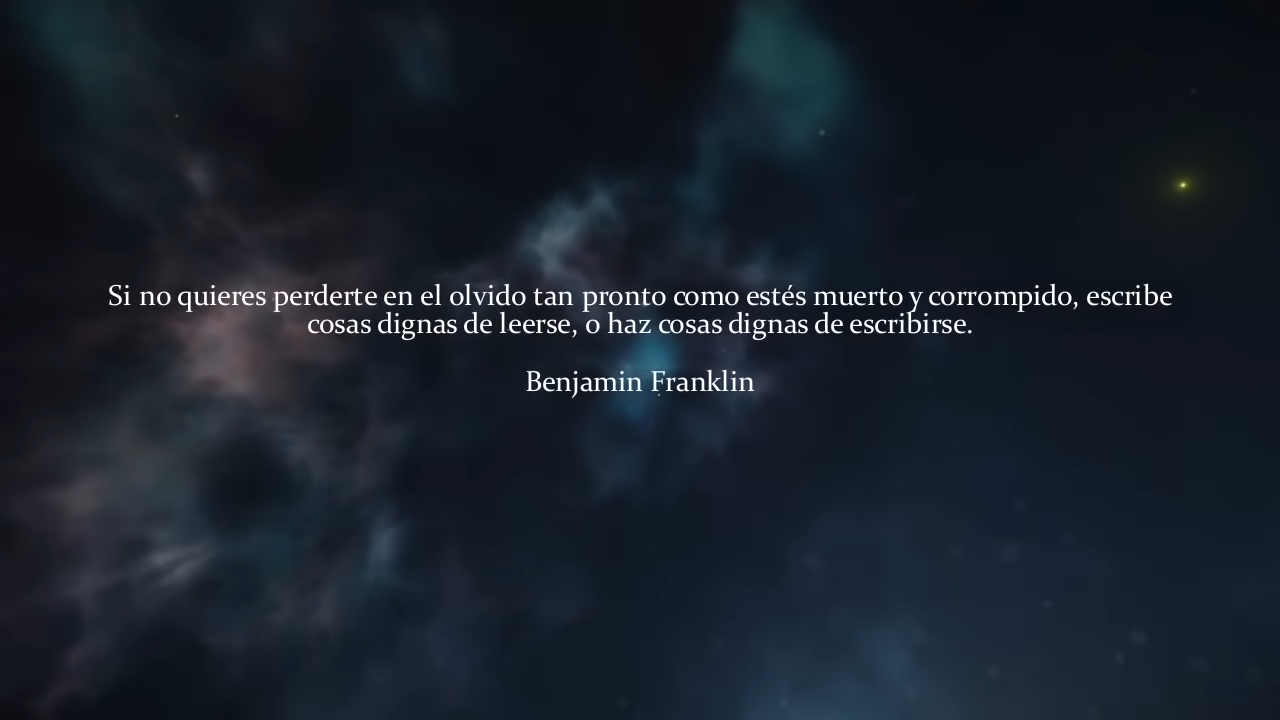 Si no quieres perderte en el olvido tan pronto como estés muerto y corrompido, escribe
cosas dignas de leerse, o haz cosas dignas de escribirse.
Benjamin Franklin